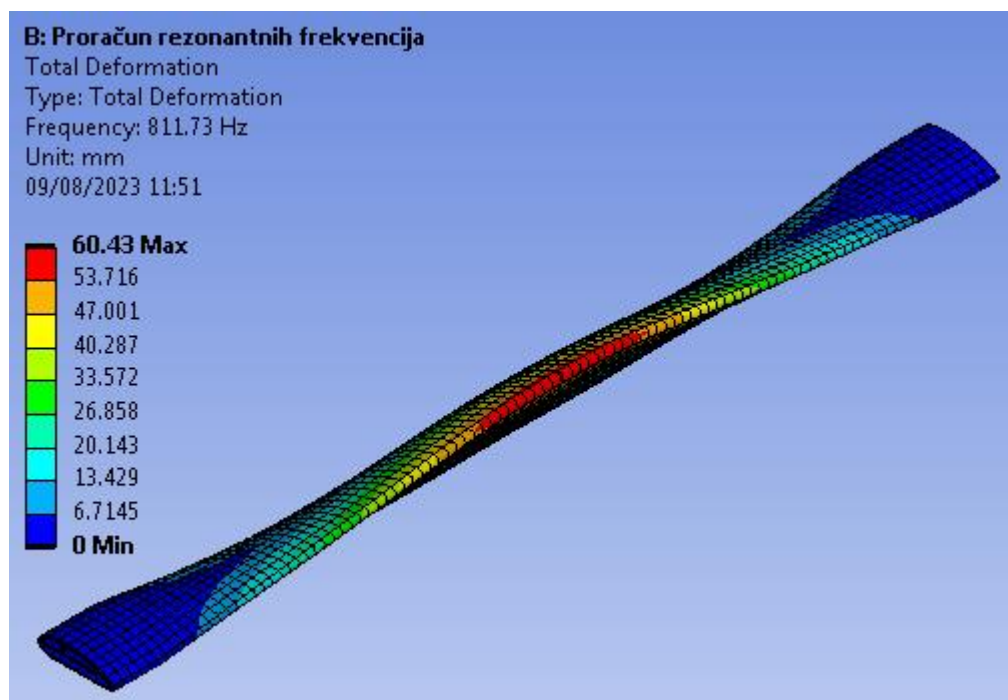 B: Proračun rezonantnih frekvencija
Total Deformation
Type: Total Deformation
Frequency: 811.73 Hz
Unit: mm
09/08/2023 11:51
60.43 Max
53.716
47.001
40.287
33.572
26.858
20.143
13.429
6.7145
0 Min